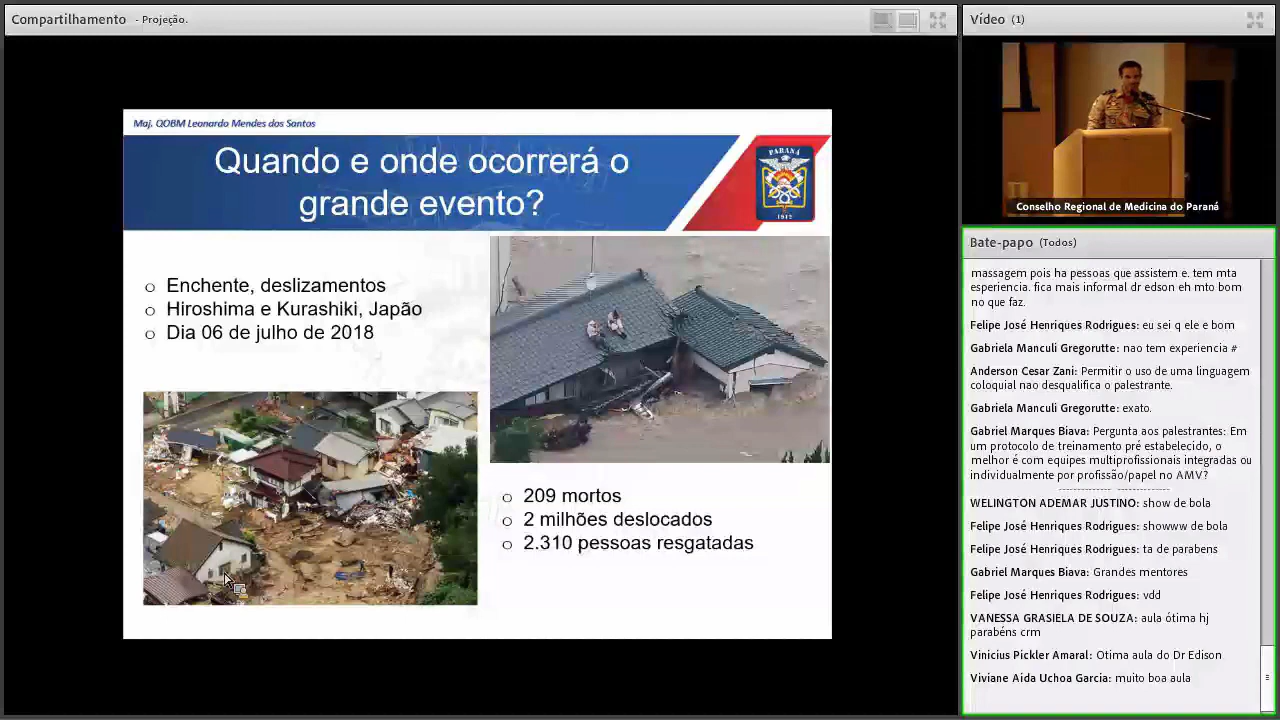 Compartilhamento - Projeção.
Maj. QOBM Leonardo Mendes dos Santos
Quando e onde ocorrerá o
grande evento?
PARANÁ
1912
o Enchente, deslizamentos
o Hiroshima e Kurashiki, Japão
o Dia 06 de julho de 2018
o 209 mortos
o 2 milhões deslocados
o 2.310 pessoas resgatadas
Vídeo (1)
Conselho Regional de Medicina do Paraná
Bate-papo (Todos)
massagem pois ha pessoas que assistem e. tem mta
esperiencia. fica mais informal dr edson eh mto bom
no que faz.
Felipe José Henriques Rodrigues: eu sei q ele e bom
Gabriela Manculi Gregorutte: nao tem experiencia #
Anderson Cesar Zani: Permitir o uso de uma linguagem
coloquial nao desqualifica o palestrante.
Gabriela Manculi Gregorutte: exato.
Gabriel Marques Biava: Pergunta aos palestrantes: Em
um protocolo de treinamento pré estabelecido, o
melhor é com equipes multiprofissionais integradas ou
individualmente por profissão/papel no AMV?
WELINGTON ADEMAR JUSTINO: show de bola
Felipe José Henriques Rodrigues: showww de bola
Felipe José Henriques Rodrigues: ta de parabens
Gabriel Marques Biava: Grandes mentores
Felipe José Henriques Rodrigues: vdd
VANESSA GRASIELA DE SOUZA: aula ótima hj
parabéns crm
Vinicius Pickler Amaral: Otima aula do Dr Edison
Viviane Aida Uchoa Garcia: muito boa aula